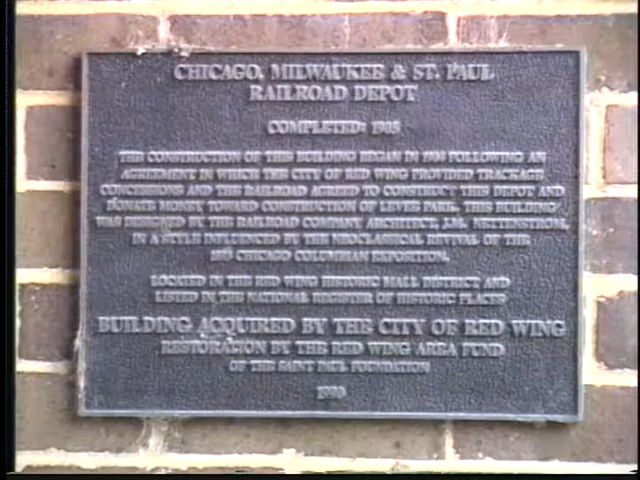 CHICAGO, MILWAUKEE & ST. PAUL
RAILROAD DEPOT
COMPLETED: 1905
THE CONSTRUCTION OF THIS BUILDING BEGAN IN 1904 FOLLOWING AN
AGREEMENT IN WHICH THE CITY OF RED WING PROVIDED TRACKAGE
CONCESSIONS AND THE RAILROAD AGREED TO CONSTRUCT THIS DEPOT AND
DONATE MONEY TOWARD CONSTRUCTION OF LEVEE PARK. THIS BUILDING
WAS DESIGNED BY THE RAILROAD COMPANY ARCHITECT, J.M. NETTENSTROM,
IN A STYLE INFLUENCED BY THE NEOCLASSICAL REVIVAL OF THE
1893 CHICAGO COLUMBIAN EXPOSITION.
LOCATED IN THE RED WING HISTORIC MALL DISTRICT AND
LISTED IN THE NATIONAL REGISTER OF HISTORIC PLACES
BUILDING ACQUIRED BY THE CITY OF RED WING
RESTORATION BY THE RED WING AREA FUND
OF THE SAINT PAUL FOUNDATION